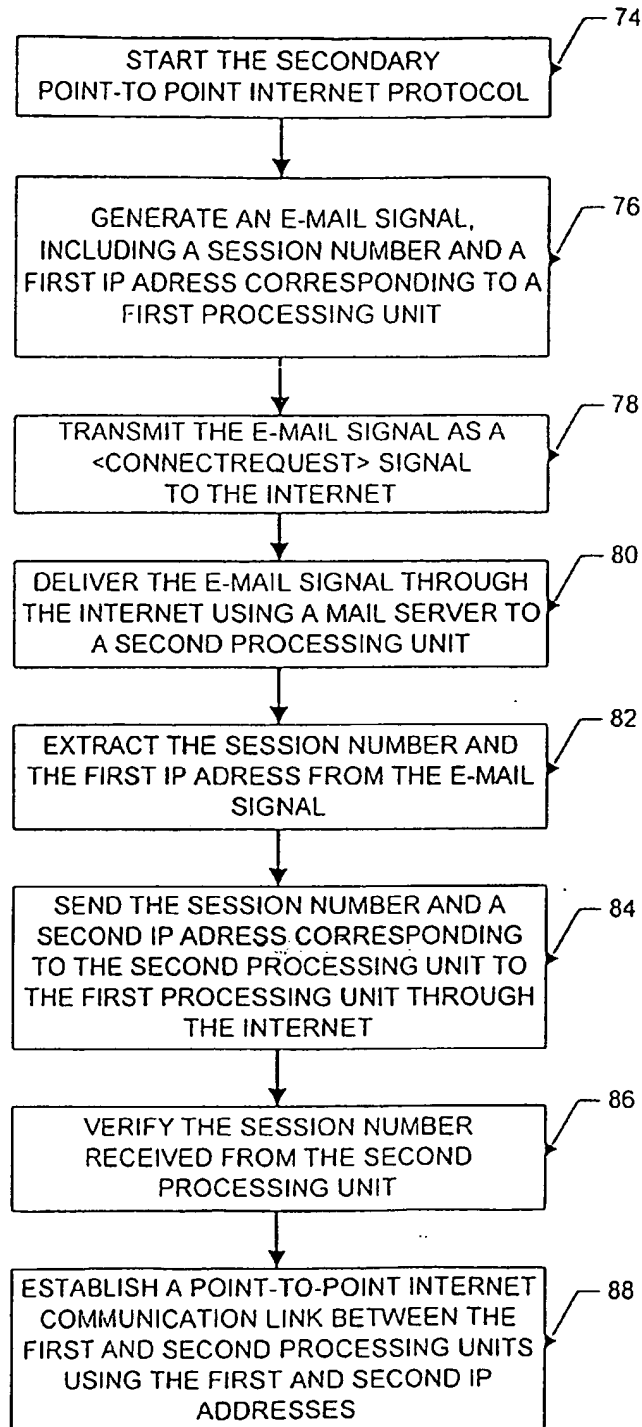 74
START THE SECONDARY
POINT-TO POINT INTERNET PROTOCOL
76
GENERATE AN E-MAIL SIGNAL,
INCLUDING A SESSION NUMBER AND A
FIRST IP ADRESS CORRESPONDING TO A
FIRST PROCESSING UNIT
78
TRANSMIT THE E-MAIL SIGNAL AS A
<CONNECTREQUEST> SIGNAL
TO THE INTERNET
80
DELIVER THE E-MAIL SIGNAL THROUGH
THE INTERNET USING A MAIL SERVER TO
A SECOND PROCESSING UNIT
82
EXTRACT THE SESSION NUMBER AND
THE FIRST IP ADRESS FROM THE E-MAIL
SIGNAL
84
SEND THE SESSION NUMBER AND A
SECOND IP ADRESS CORRESPONDING
TO THE SECOND PROCESSING UNIT TO
THE FIRST PROCESSING UNIT THROUGH
THE INTERNET
86
VERIFY THE SESSION NUMBER
RECEIVED FROM THE SECOND
PROCESSING UNIT
88
ESTABLISH A POINT-TO-POINT INTERNET
COMMUNICATION LINK BETWEEN THE
FIRST AND SECOND PROCESSING UNITS
USING THE FIRST AND SECOND IP
ADDRESSES